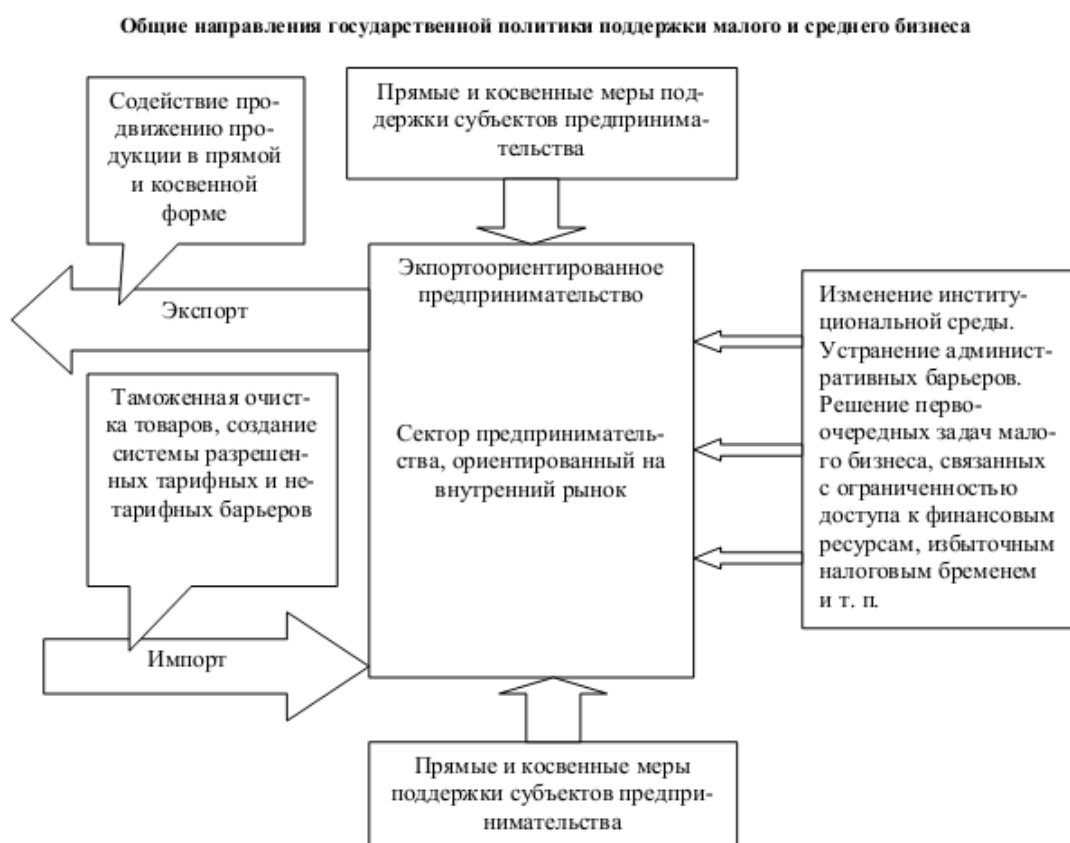 Общие направления государственной политики поддержки малого и среднего бизнеса
Содействие про-
движению про-
дукции в прямой
и косвенной
форме
Прямые и косвенные меры под-
держки субъектов предпринима-
тельства
Экпортоориентированное
предпринимательство
Экспорт
Изменение институ-
циональной среды.
Устранение админист-
ративных барьеров.
Решение перво-
очередных задач мало-
го бизнеса, связанных
с ограниченностью
доступа к финансовым
ресурсам, избыточным
налоговым бременем
и т. п.
Таможенная очист-
ка товаров, создание
системы разрешен-
ных тарифных и не-
тарифных барьеров
Сектор предприниматель-
ства, ориентированный на
внутренний рынок
Импорт
Прямые и косвенные меры
поддержки субъектов предпри-
нимательства